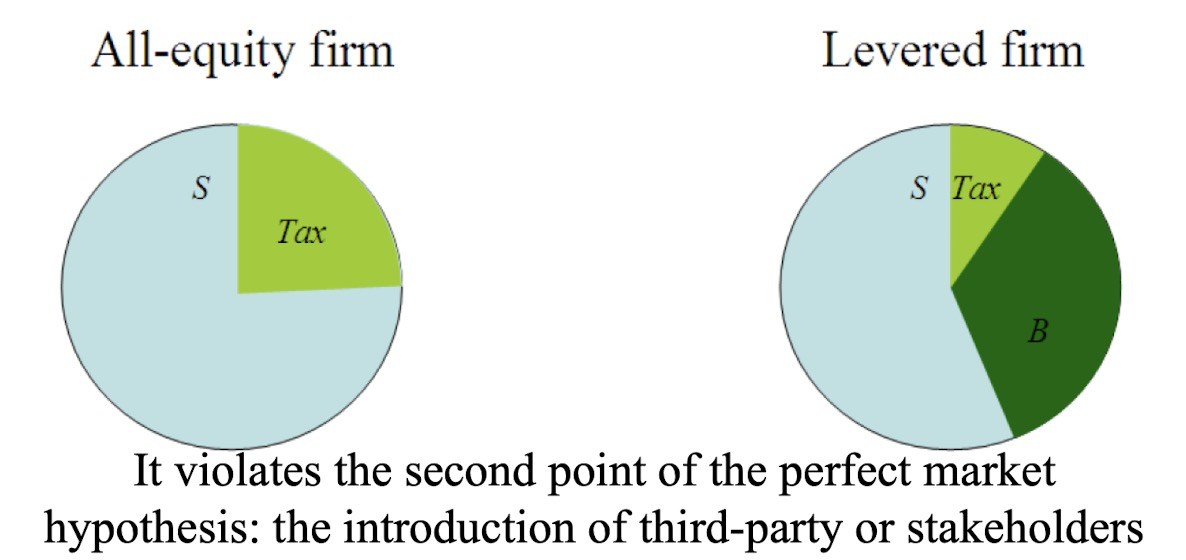 All-equity firm
Levered firm
S
Tax
S
Tax
B
It violates the second point of the perfect market
hypothesis: the introduction of third-party or stakeholders